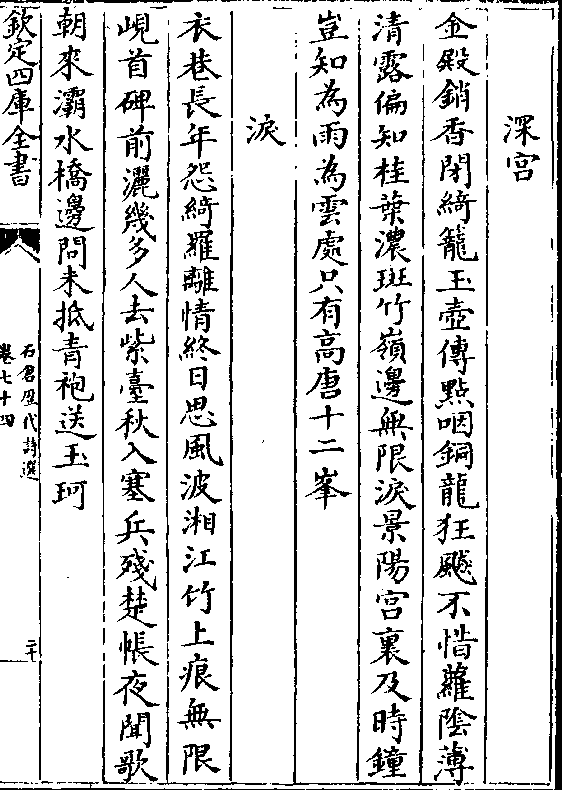 深宫
金殿銷香閉綺籠玉壺傳點咽銅龍狂飇不惜蘿陰薄
清露偏知桂葉濃斑竹嶺邊無限淚景陽宫裏及時鐘
豈知為雨為雲處只有高唐十二峯
淚
衣巷長年怨綺羅離情終日思風波湘江竹上痕無限
峴首碑前灑幾多人去紫臺秋入塞兵殘楚帳夜聞歌
朝來灞水橋邊問未抵青袍送玉珂
欽定四庫全書
石倉歷代詩選
卷七十四
二十